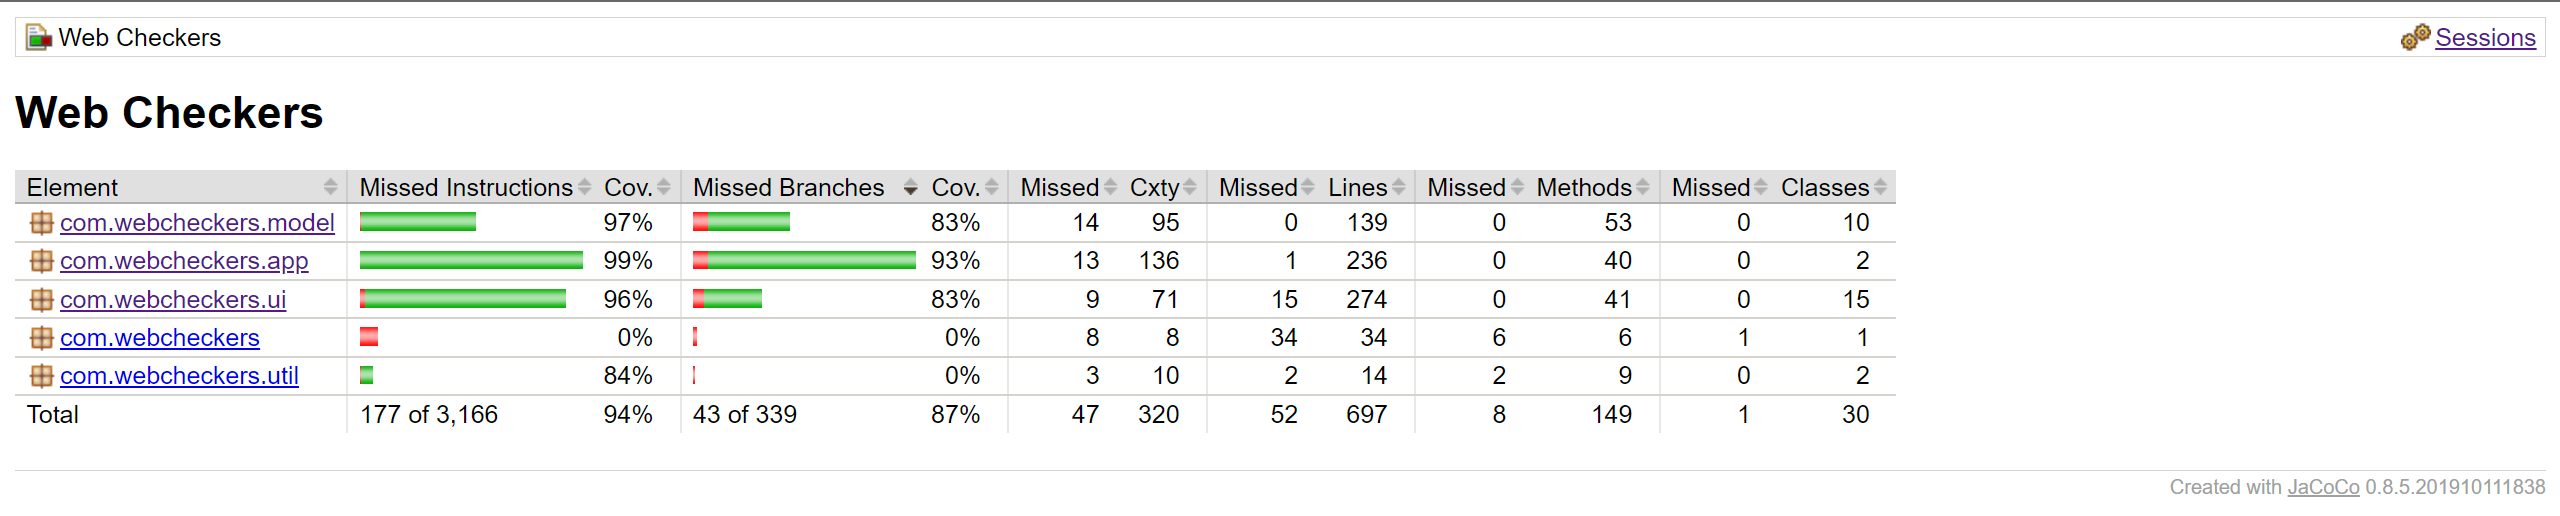 Web Checkers Sessions
Web Checkers
Element Missed Instructions Cov. Missed Branches Cov. Missed Cxty Missed Lines Missed Methods Missed Classes
com.webcheckers.model 97% 83% 14 95 0 139 0 53 0 10
com.webcheckers.app 99% 93% 13 136 1 236 0 40 0 2
com.webcheckers.ui 96% 83% 9 71 15 274 0 41 0 15
com.webcheckers 0% 0% 8 8 34 34 6 6 1 1
com.webcheckers.util 84% 0% 3 10 2 14 2 9 0 2
Total 177 of 3,166 94% 43 of 339 87% 47 320 52 697 8 149 1 30
Created with JaCoCo 0.8.5.201910111838